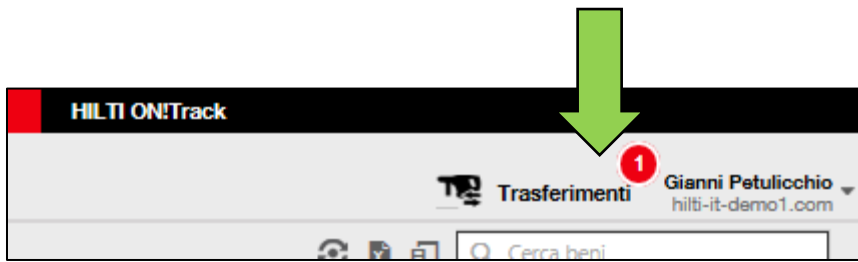 HILTI ON!Track
1
Trasferimenti
Gianni Petulicchio
hilti-it-demo1.com
Cerca beni